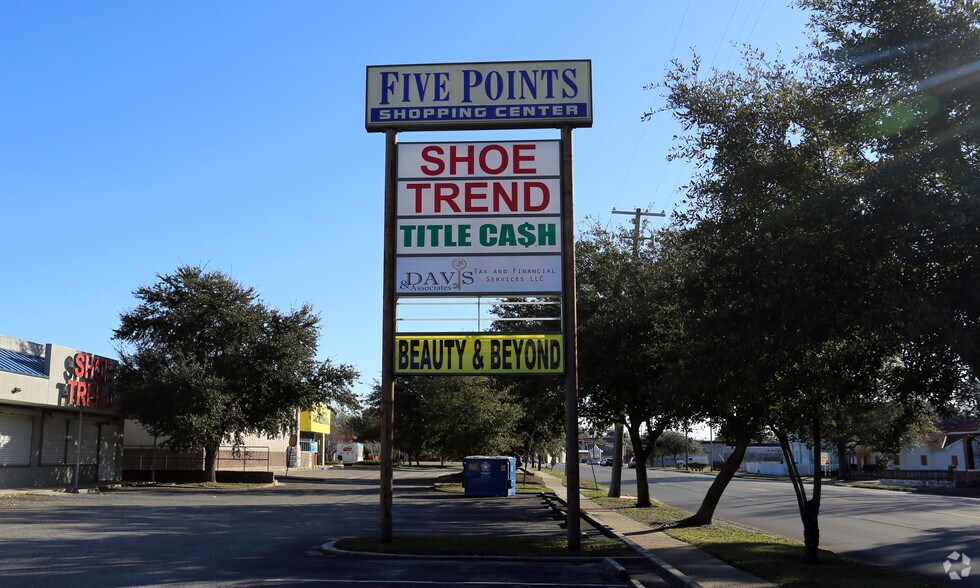 FIVE POINTS
SHOPPING CENTER
SHOE
TREND
TITLE CA$H
DAVIS
& Associates
TAX AND FINANCIAL
SERVICES LLC
BEAUTY & BEYOND
SHOE
TREND